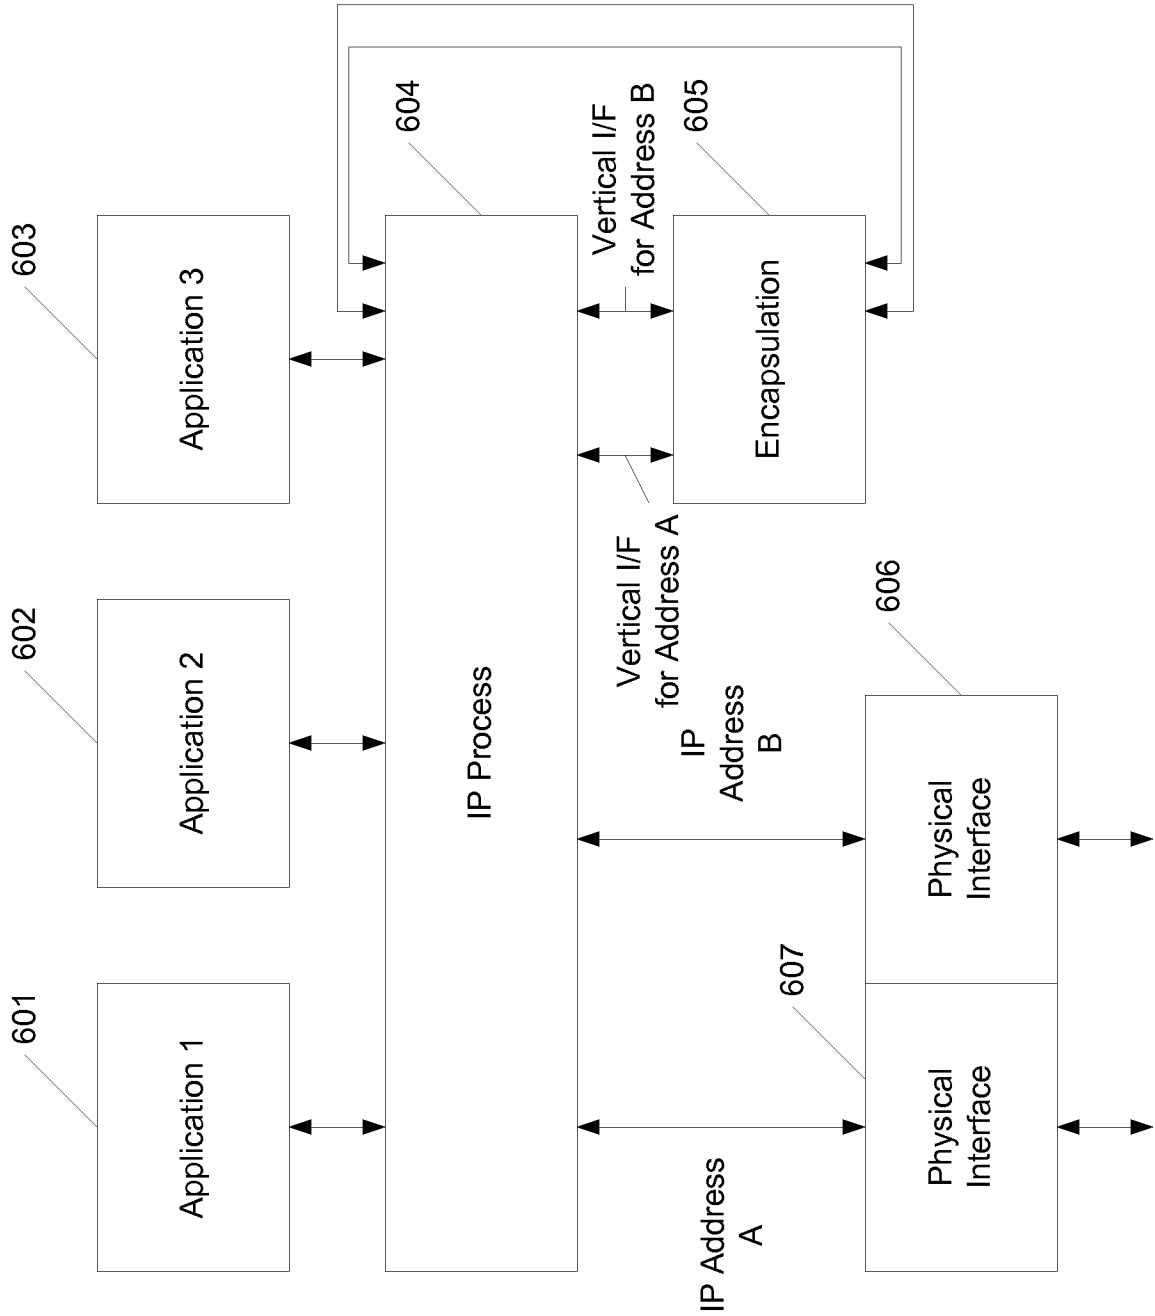 601
Application 1
602
Application 2
603
Application 3
604
IP Process
IP Address
A
IP
Address
B
Vertical I/F
for Address A
Vertical I/F
for Address B
605
Encapsulation
606
Physical
Interface
607
Physical
Interface